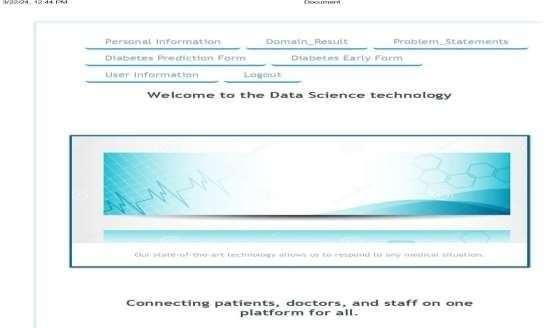 3/22/24, 12:44 PM Document
Personal Information Domain_Result Problem_Statements
Diabetes Prediction Form Diabetes Early Form
User Information Logout
Welcome to the Data Science technology
Our state-of-the-art technology allows us to respond to any medical situation.
Connecting patients, doctors, and staff on one
platform for all.